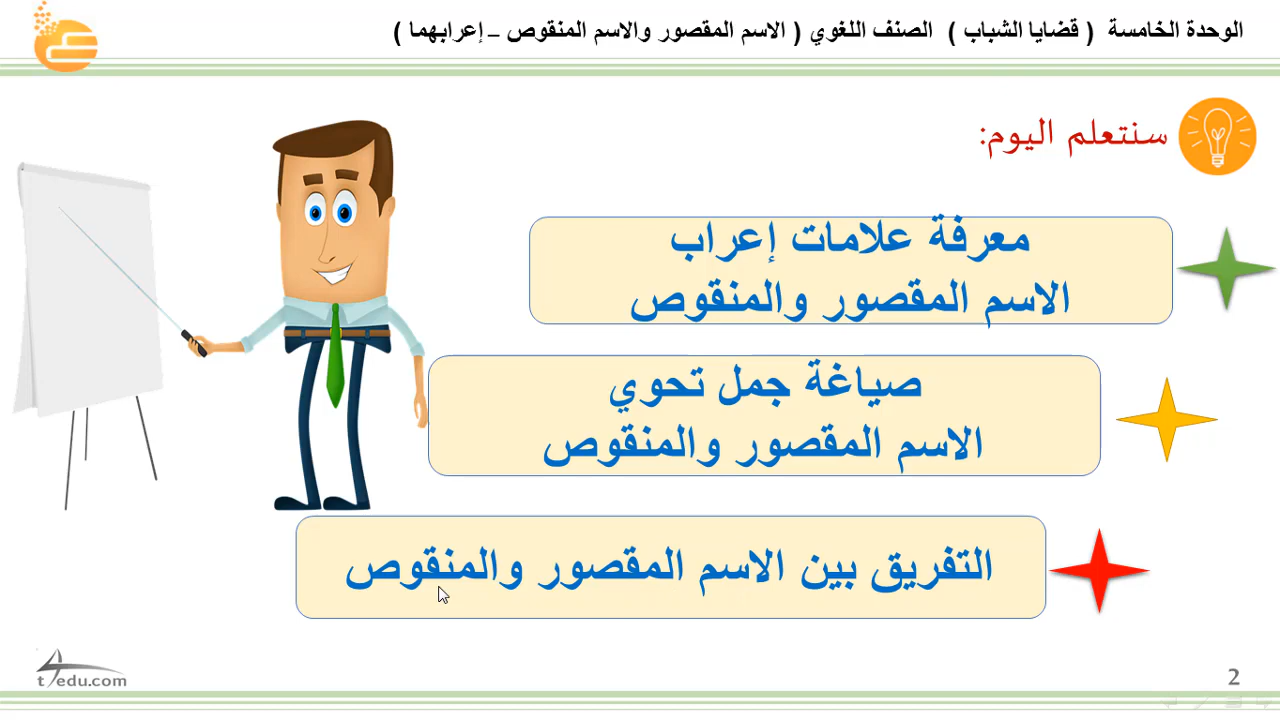 الوحدة الخامسة ( قضايا الشباب ) الصنف اللغوي ( الاسم المقصور والاسم المنقوص – إعرابهما )
سنتعلم اليوم:
معرفة علامات إعراب
الاسم المقصور والمنقوص
صياغة جمل تحوي
الاسم المقصور والمنقوص
التفريق بين الاسم المقصور والمنقوص
t4edu.com
2